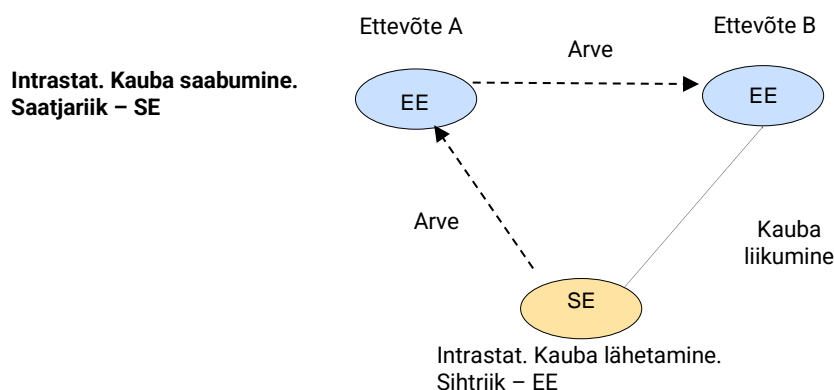 Ettevõte A
Ettevõte B
Arve
Intrastat. Kauba saabumine.
Saatjariik – SE
EE
EE
Arve
Kauba
liikumine
SE
Intrastat. Kauba lähetamine.
Sihtriik – EE